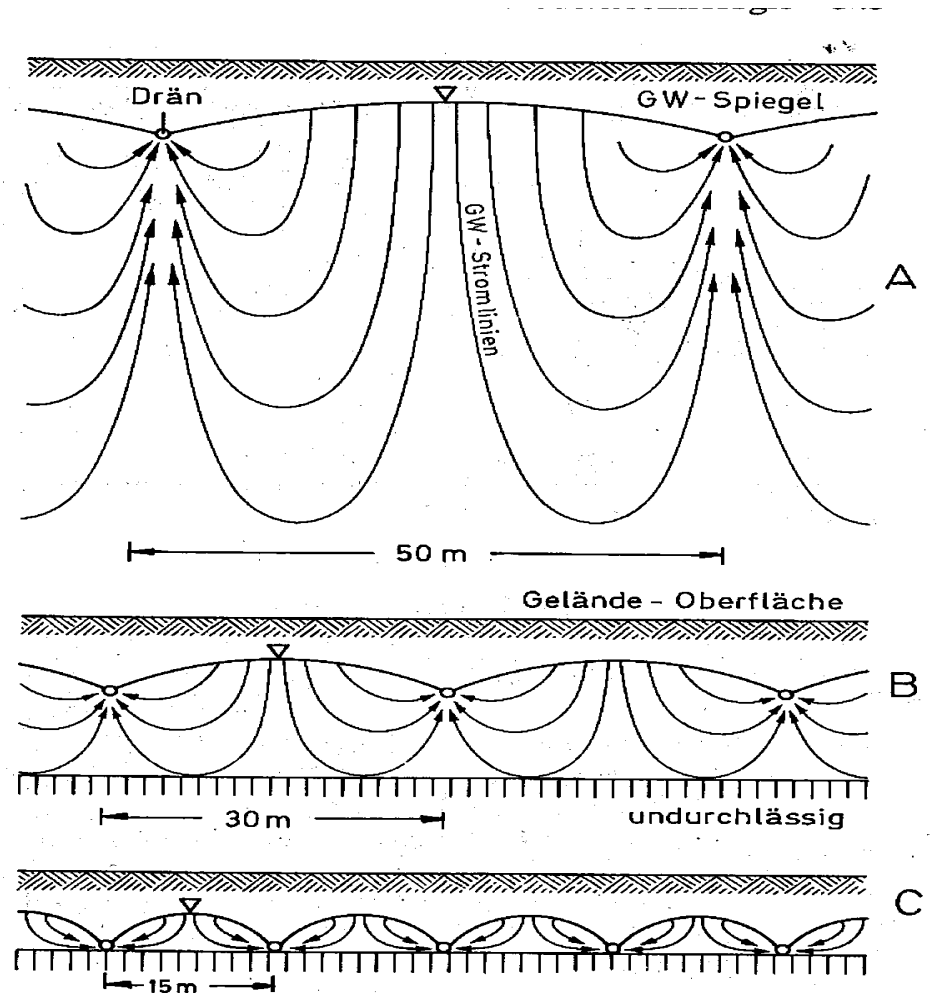 Drän
GW-Spiegel
GW-Stromlinien
A
50 m
Gelände - Oberfläche
B
30 m
undurchlässig
C
15 m